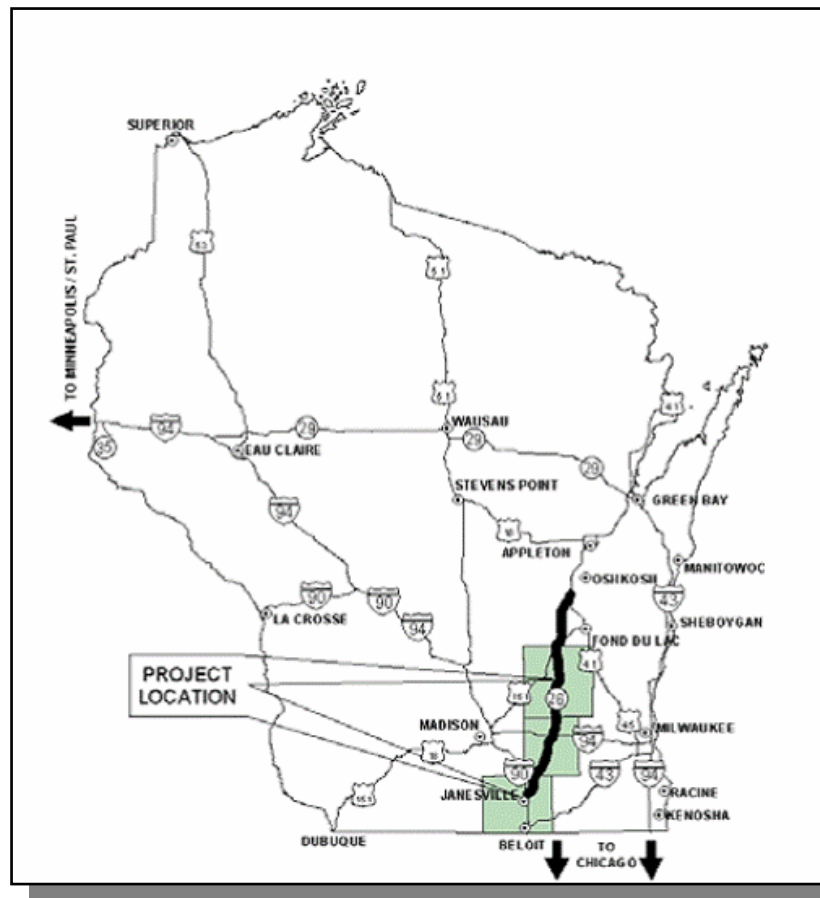 SUPERIOR
53
51
TO MINNEAPOLIS / ST. PAUL
51
41
94
29
WAUSAU
29
35
EAU CLAIRE
29
STEVENS POINT
GREEN BAY
94
10
APPLETON
MANITOWOC
OSHKOSH
90
90
43
LA CROSSE
94
SHEBOYGAN
FOND DU LAC
41
PROJECT
LOCATION
151
26
45
MADISON
MILWAUKEE
94
18
90
43
94
JANESVILLE
RACINE
151
KENOSHA
DUBUQUE
BELOIT
TO
CHICAGO